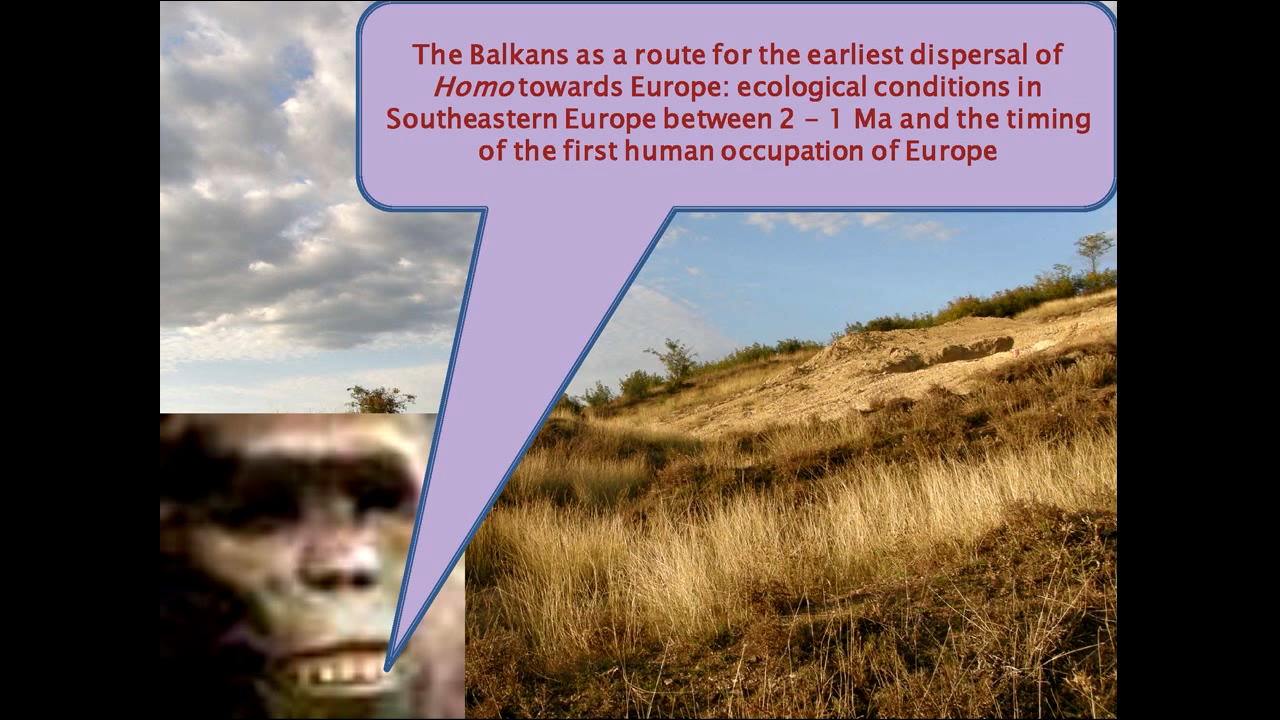 The Balkans as a route for the earliest dispersal of
Homo towards Europe: ecological conditions in
Southeastern Europe between 2 – 1 Ma and the timing
of the first human occupation of Europe